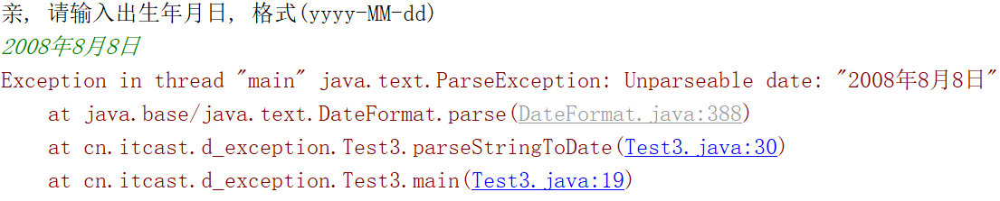 亲, 请输入出生年月日, 格式(yyyy-MM-dd)
2008年8月8日
Exception in thread "main" java.text.ParseException: Unparseable date: "2008年8月8日"
at java.base/java.text.DateFormat.parse(DateFormat.java:388)
at cn.itcast.d_exception.Test3.parseStringToDate(Test3.java:30)
at cn.itcast.d_exception.Test3.main(Test3.java:19)